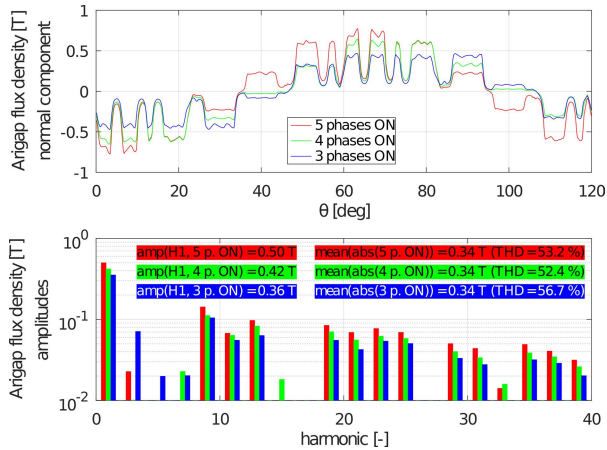 Arigap flux density [T]
normal component
1
0.5
0
-0.5
-1
5 phases ON
4 phases ON
3 phases ON
0 20 40 60 80 100 120
θ [deg]
Arigap flux density [T]
amplitudes
10^0
10^-1
10^-2
amp(H1, 5 p. ON) = 0.50 T mean(abs(5 p. ON)) = 0.34 T (THD = 53.2 %)
amp(H1, 4 p. ON) = 0.42 T mean(abs(4 p. ON)) = 0.34 T (THD = 52.4 %)
amp(H1, 3 p. ON) = 0.36 T mean(abs(3 p. ON)) = 0.34 T (THD = 56.7 %)
0 10 20 30 40
harmonic [-]